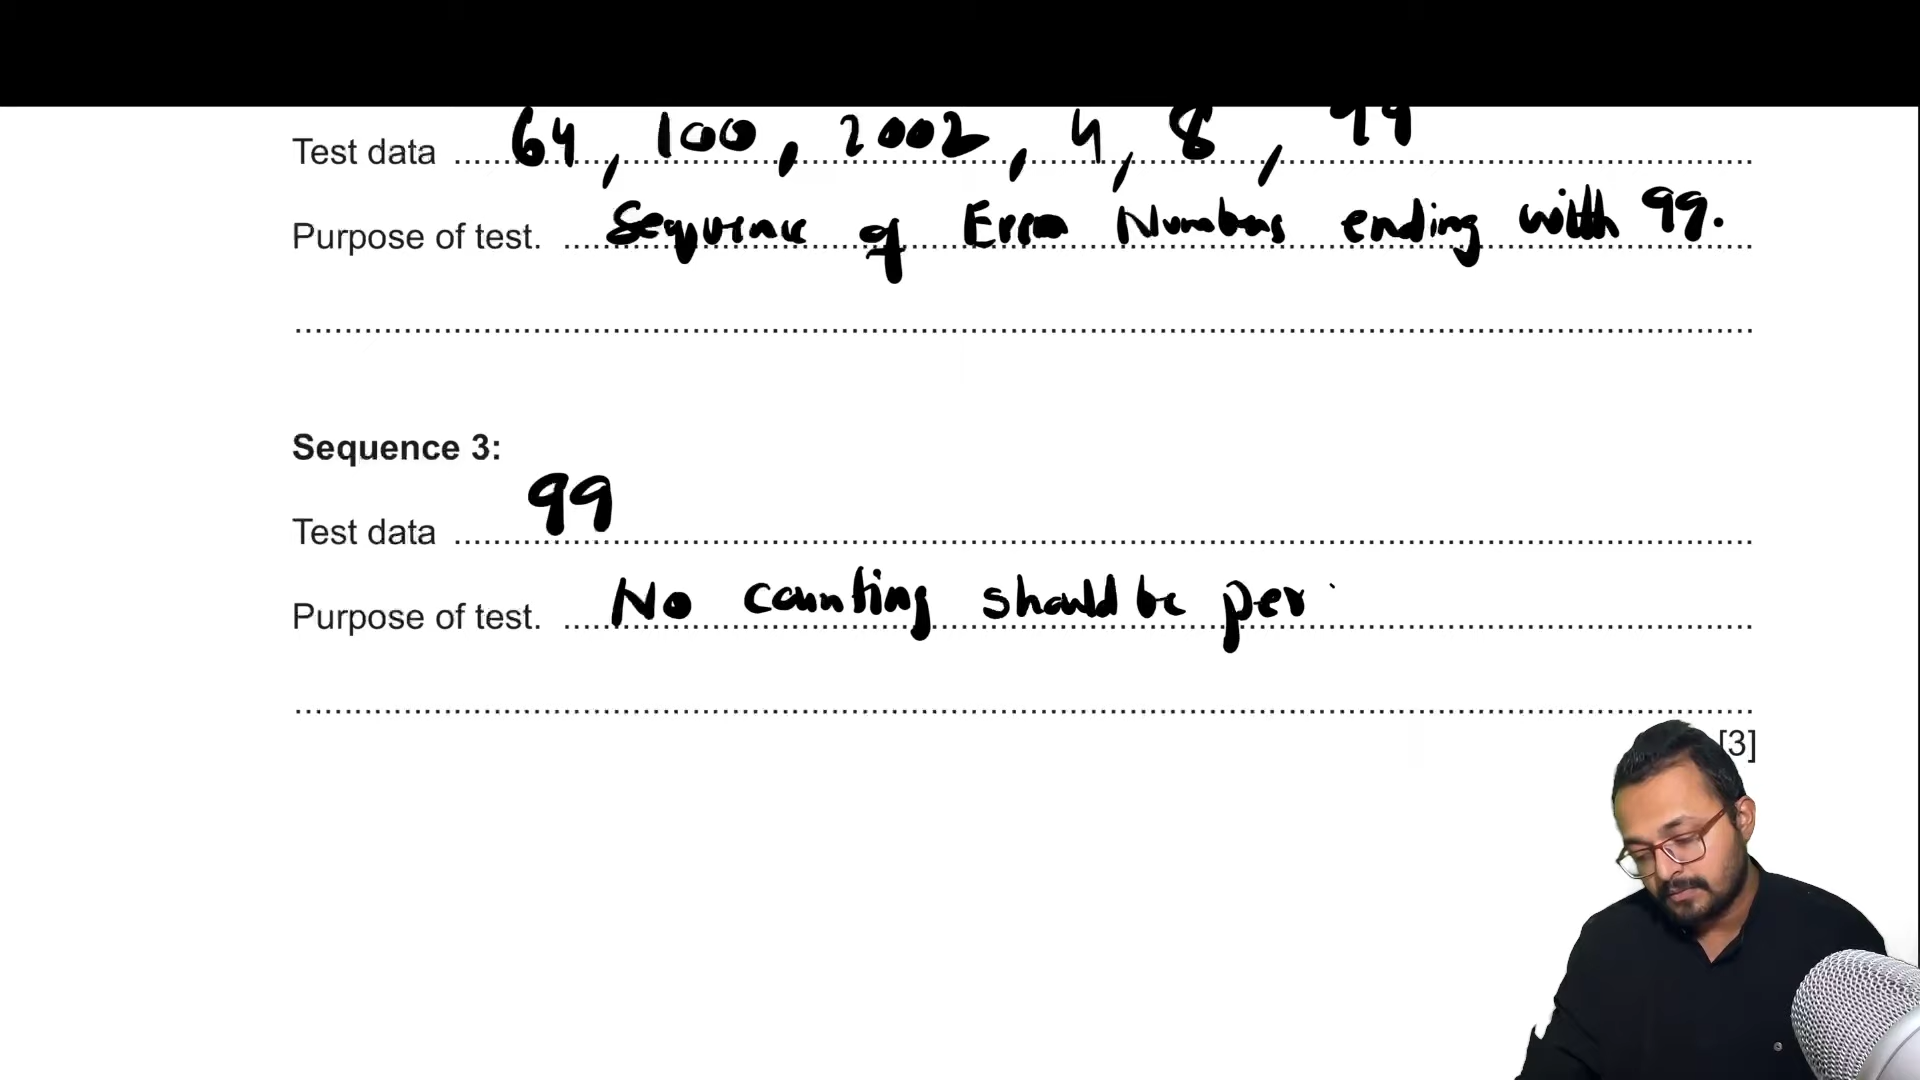 Test data 64, 100, 2002, 4, 8, 99
Purpose of test. Sequence of Numbers ending with 99.
Sequence 3:
Test data 99
Purpose of test. No counting should be per
[3]